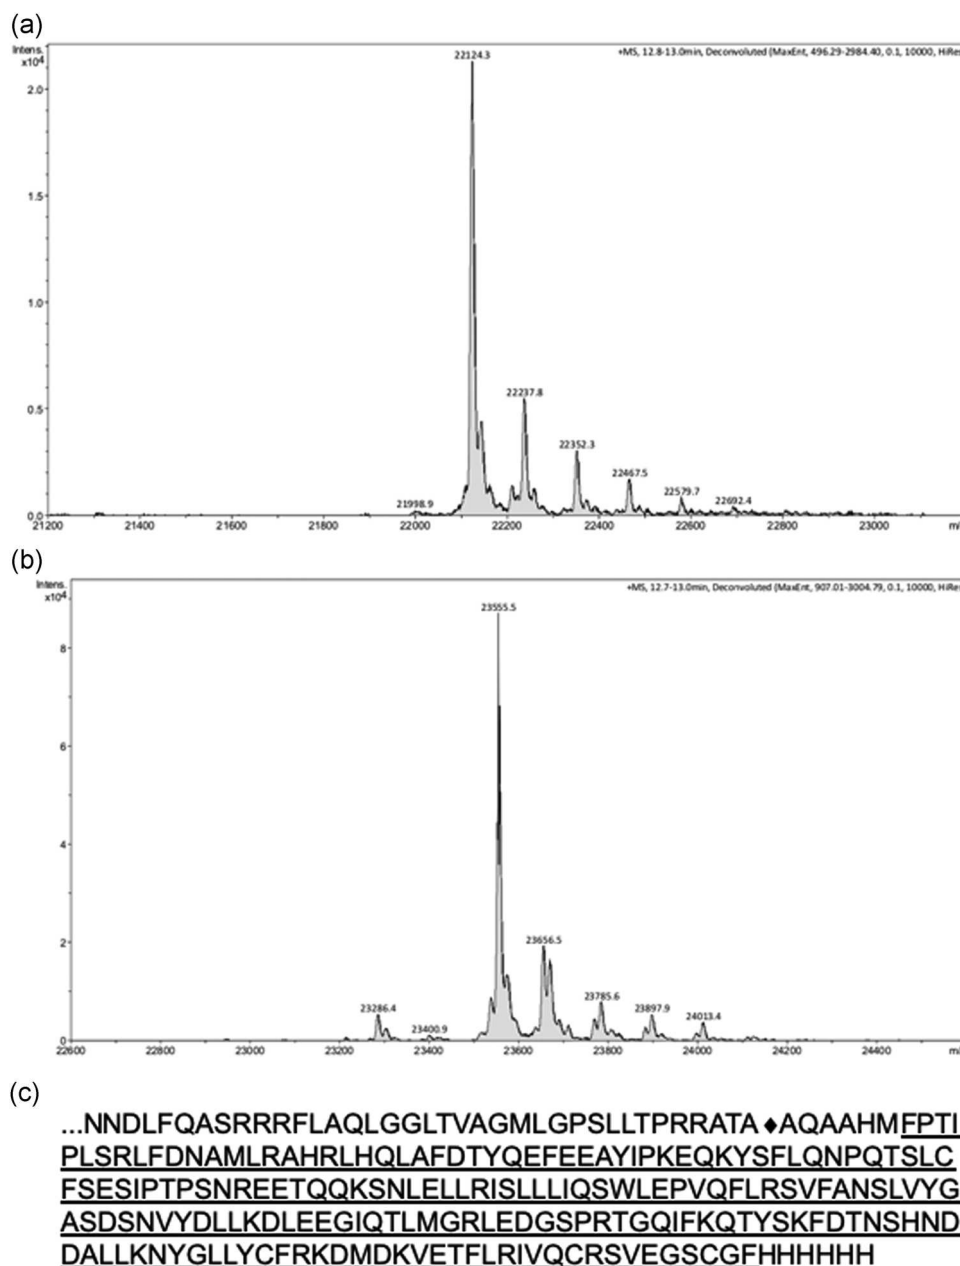 (a)
Intens. x10⁴
+MS, 12.8-13.0min, Deconvoluted (MaxEnt, 496.29-2984.40, 0.1, 10000, HiRes
22124.3
2.0
1.5
1.0
22237.8
0.5
22352.3
22467.5
22579.7
22692.4
21998.9
0.0
21200 21400 21600 21800 22000 22200 22400 22600 22800 23000
(b)
Intens. x10⁴
+MS, 12.7-13.0min, Deconvoluted (MaxEnt, 907.01-3004.79, 0.1, 10000, HiRes
23555.5
8
6
4
2
23656.5
23785.6
23897.9
24013.4
23286.4
23400.9
0
22600 22800 23000 23200 23400 23600 23800 24000 24200 24400
(c)
...NNDLFQASRRRFLAQLGGLTVAGMLGPSLLTPRRATA♦AQAAHMFPTI
PLSRLFDNAMLRAHRLHQLAFDTYQEFEEAYIPKEQKYSFLQNPQTSLC
FSESIPTPSNREETQQKSNLELLRISLLLIQSWLEPVQFLRSVFANSLVYG
ASDSNVYDLLKDLEEGIQTLMGRLEDGSPRTGQIFKQTYSKFDTNSHND
DALLKNYGLLYCFRKDMDKVETFLRIVQCRSVEGSCGFHHHHHH